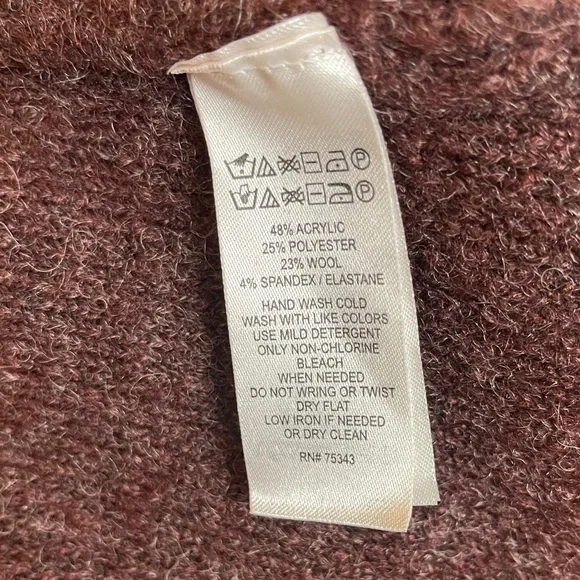 48% ACRYLIC
25% POLYESTER
23% WOOL
4% SPANDEX / ELASTANE
HAND WASH COLD
WASH WITH LIKE COLORS
USE MILD DETERGENT
ONLY NON-CHLORINE
BLEACH
WHEN NEEDED
DO NOT WRING OR TWIST
DRY FLAT
LOW IRON IF NEEDED
OR DRY CLEAN
RN# 75343